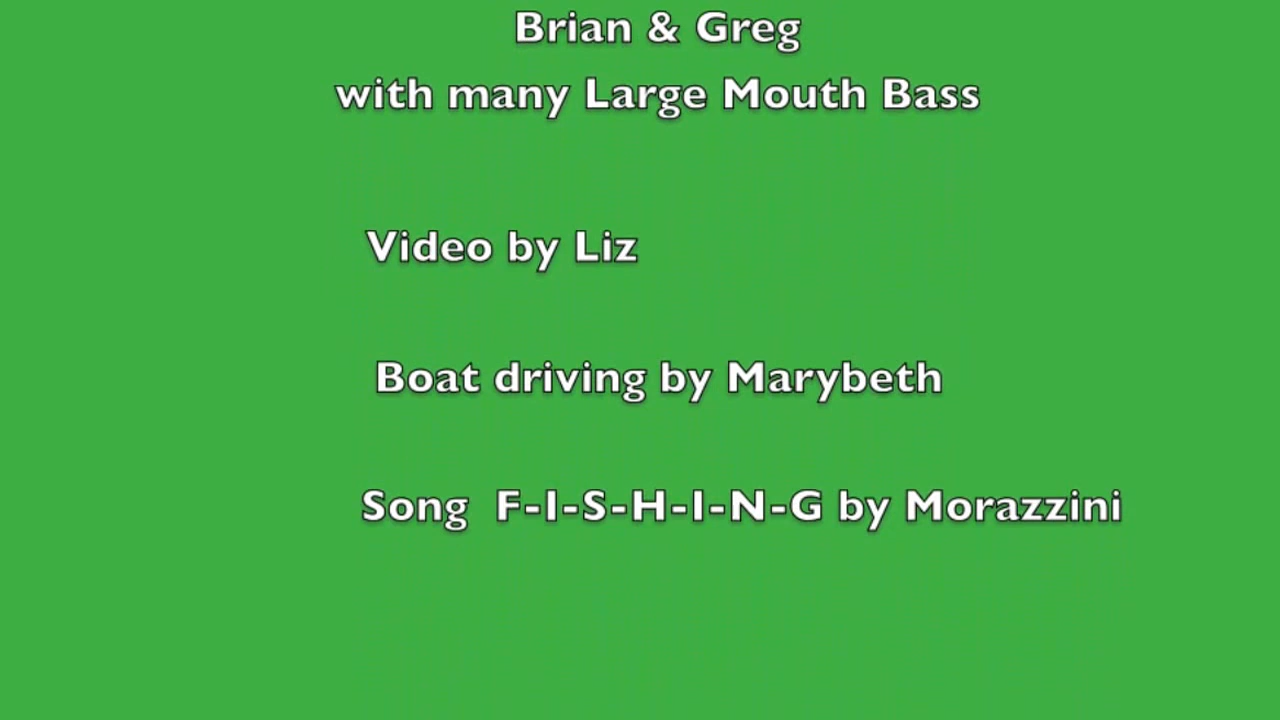 Brian & Greg
with many Large Mouth Bass
Video by Liz
Boat driving by Marybeth
Song F-I-S-H-I-N-G by Morazzini